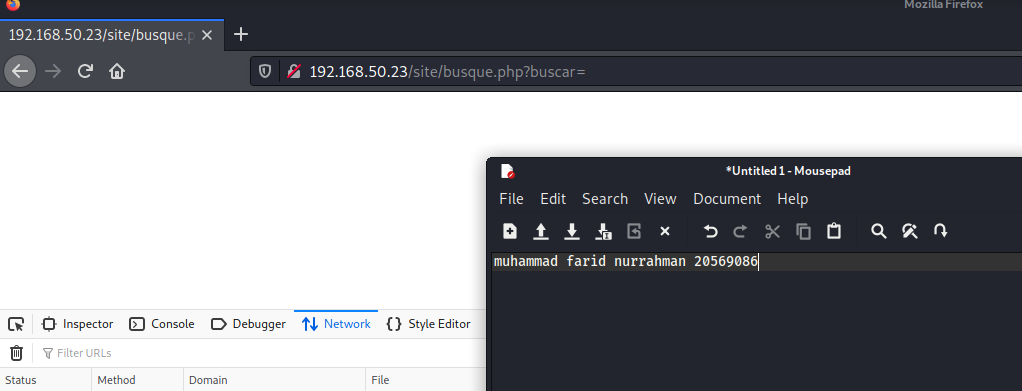 Mozilla Firefox
192.168.50.23/site/busque.p
192.168.50.23/site/busque.php?buscar=
*Untitled 1 - Mousepad
File Edit Search View Document Help
muhammad farid nurrahman 20569086
Inspector Console Debugger Network Style Editor
Filter URLs
Status Method Domain File